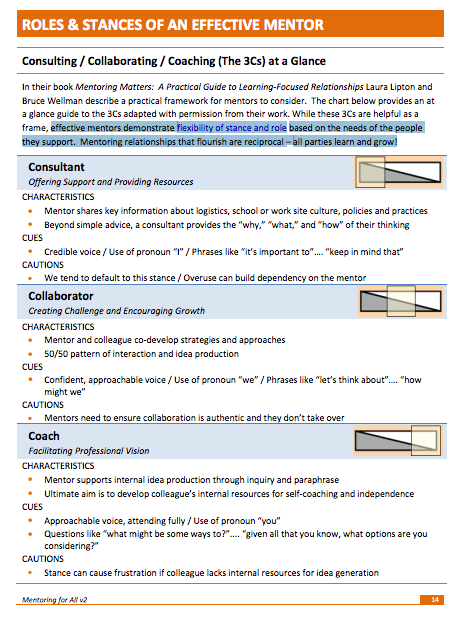 ROLES & STANCES OF AN EFFECTIVE MENTOR
Consulting / Collaborating / Coaching (The 3Cs) at a Glance
In their book Mentoring Matters:  A Practical Guide to Learning-Focused Relationships Laura Lipton and
Bruce Wellman describe a practical framework for mentors to consider.  The chart below provides an at
a glance guide to the 3Cs adapted with permission from their work. While these 3Cs are helpful as a
frame, effective mentors demonstrate flexibility of stance and role based on the needs of the people
they support.  Mentoring relationships that flourish are reciprocal – all parties learn and grow!
Consultant
Offering Support and Providing Resources
CHARACTERISTICS
• Mentor shares key information about logistics, school or work site culture, policies and practices
• Beyond simple advice, a consultant provides the “why,” “what,” and “how” of their thinking
CUES
• Credible voice / Use of pronoun “I” / Phrases like “it’s important to”…. “keep in mind that”
CAUTIONS
• We tend to default to this stance / Overuse can build dependency on the mentor
Collaborator
Creating Challenge and Encouraging Growth
CHARACTERISTICS
• Mentor and colleague co-develop strategies and approaches
• 50/50 pattern of interaction and idea production
CUES
• Confident, approachable voice / Use of pronoun “we” / Phrases like “let’s think about”…. “how
might we”
CAUTIONS
• Mentors need to ensure collaboration is authentic and they don’t take over
Coach
Facilitating Professional Vision
CHARACTERISTICS
• Mentor supports internal idea production through inquiry and paraphrase
• Ultimate aim is to develop colleague’s internal resources for self-coaching and independence
CUES
• Approachable voice, attending fully / Use of pronoun “you”
• Questions like “what might be some ways to?”…. “given all that you know, what options are you
considering?”
CAUTIONS
• Stance can cause frustration if colleague lacks internal resources for idea generation
Mentoring for All v2
14